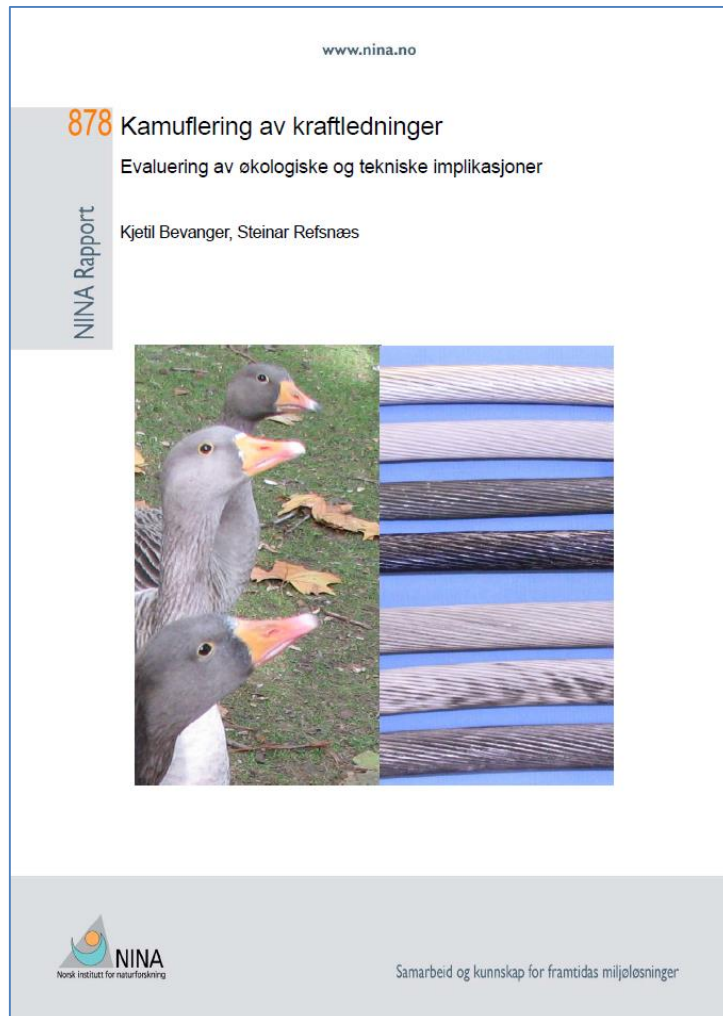 www.nina.no
878 Kamuflering av kraftledninger
Evaluering av økologiske og tekniske implikasjoner
Kjetil Bevanger, Steinar Refsnæs
NINA Rapport
NINA
Norsk institutt for naturforskning
Samarbeid og kunnskap for framtidas miljøløsninger